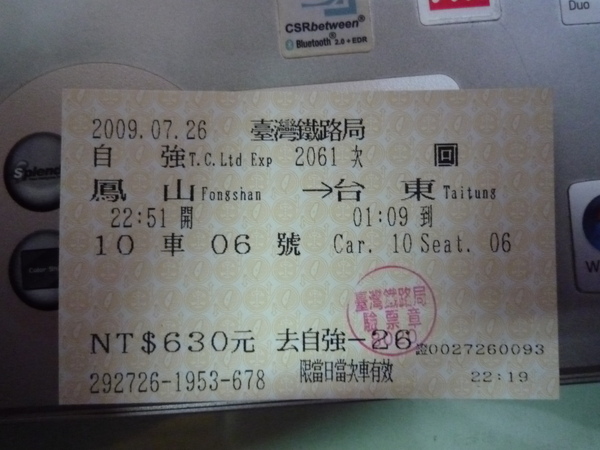 CSRbetween®
Bluetooth® 2.0 + EDR
Duo
Splend
2009.07.26 臺灣鐵路局
自 強 T.C.Ltd Exp 2061 次 回
鳳 山 Fongshan →台 東 Taitung
22:51 開 01:09 到
10 車 06 號 Car. 10 Seat. 06
臺灣鐵路局
驗票章
NT$630元 去自強-26 證0027260093
292726-1953-678 限當日當次車有效 22:19